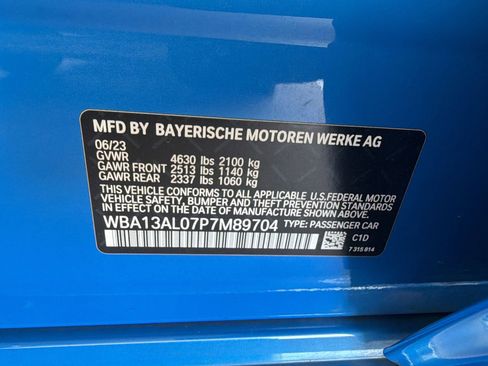 MFD BY BAYERISCHE MOTOREN WERKE AG
06/23
GVWR 4630 lbs 2100 kg
GAWR FRONT 2513 lbs 1140 kg
GAWR REAR 2337 lbs 1060 kg
THIS VEHICLE CONFORMS TO ALL APPLICABLE U.S.FEDERAL MOTOR
VEHICLE SAFETY, BUMPER AND THEFT PREVENTION STANDARDS
IN EFFECT ON THE DATE OF MANUFACTURE SHOWN ABOVE.
WBA13AL07P7M89704 TYPE: PASSENGER CAR
C1D
7 315 914